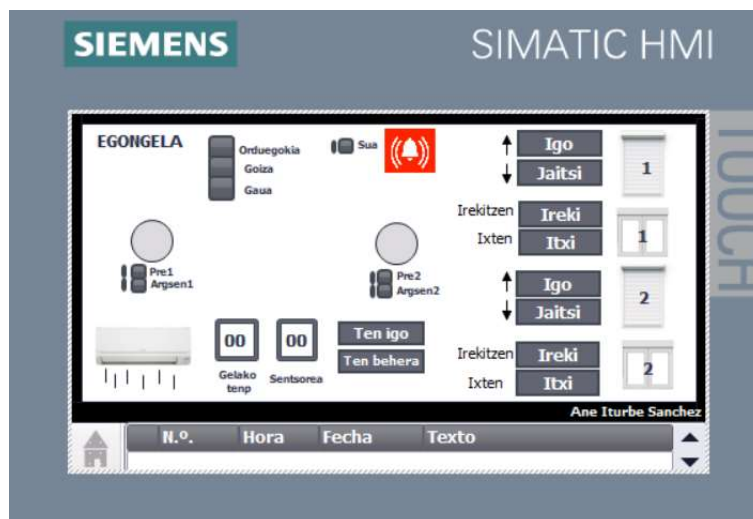 SIEMENS
SIMATIC HMI
TOUCH
EGONGELA
Orduegokia
Goiza
Gaua
Sua
Igo
Jaitsi
1
Irekitzen
Ireki
Ixten
Itxi
1
Pre1
Argsen1
Pre2
Argsen2
Igo
Jaitsi
2
00
00
Gelako
tenp
Sentsorea
Ten igo
Ten behera
Irekitzen
Ireki
Ixten
Itxi
2
Ane Iturbe Sanchez
N.º. Hora Fecha Texto